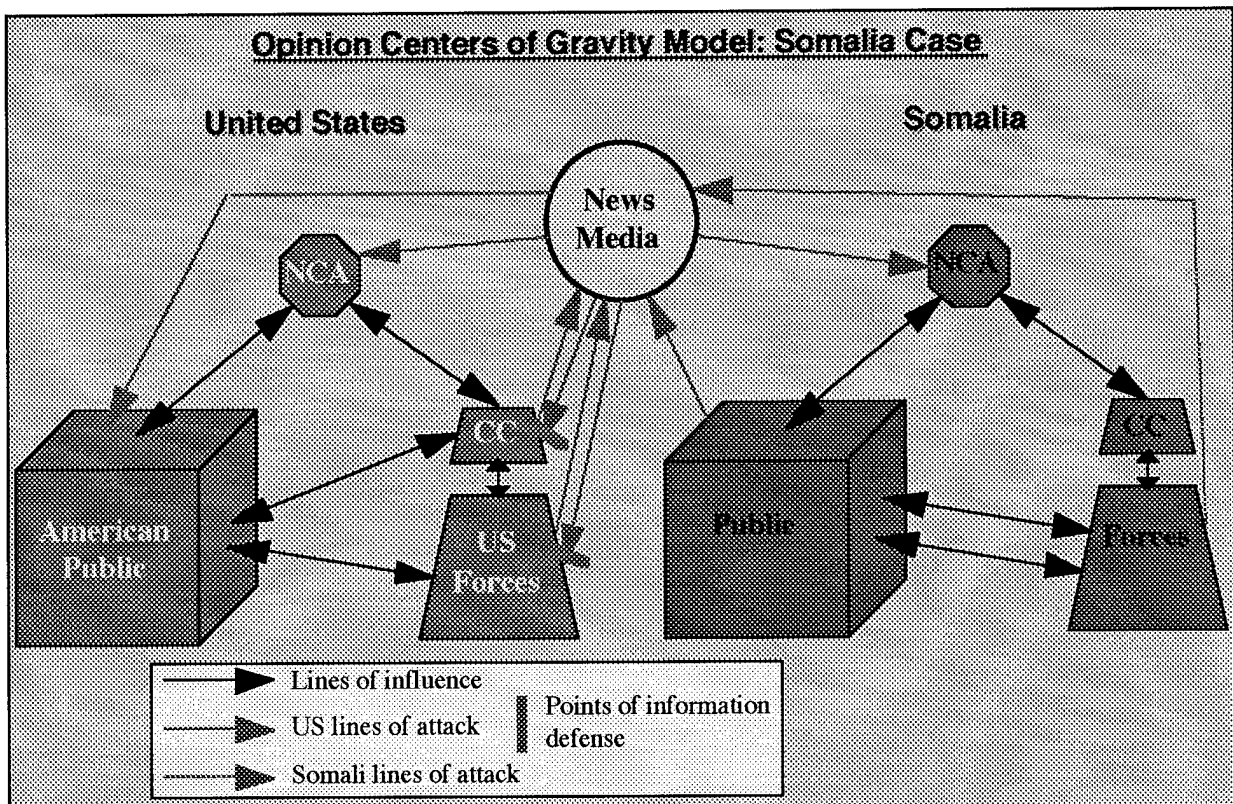 Opinion Centers of Gravity Model: Somalia Case
United States
Somalia
News
Media
NCA
NCA
CC
CC
American
Public
US
Forces
Public
Forces
Lines of influence
US lines of attack
Somali lines of attack
Points of information
defense